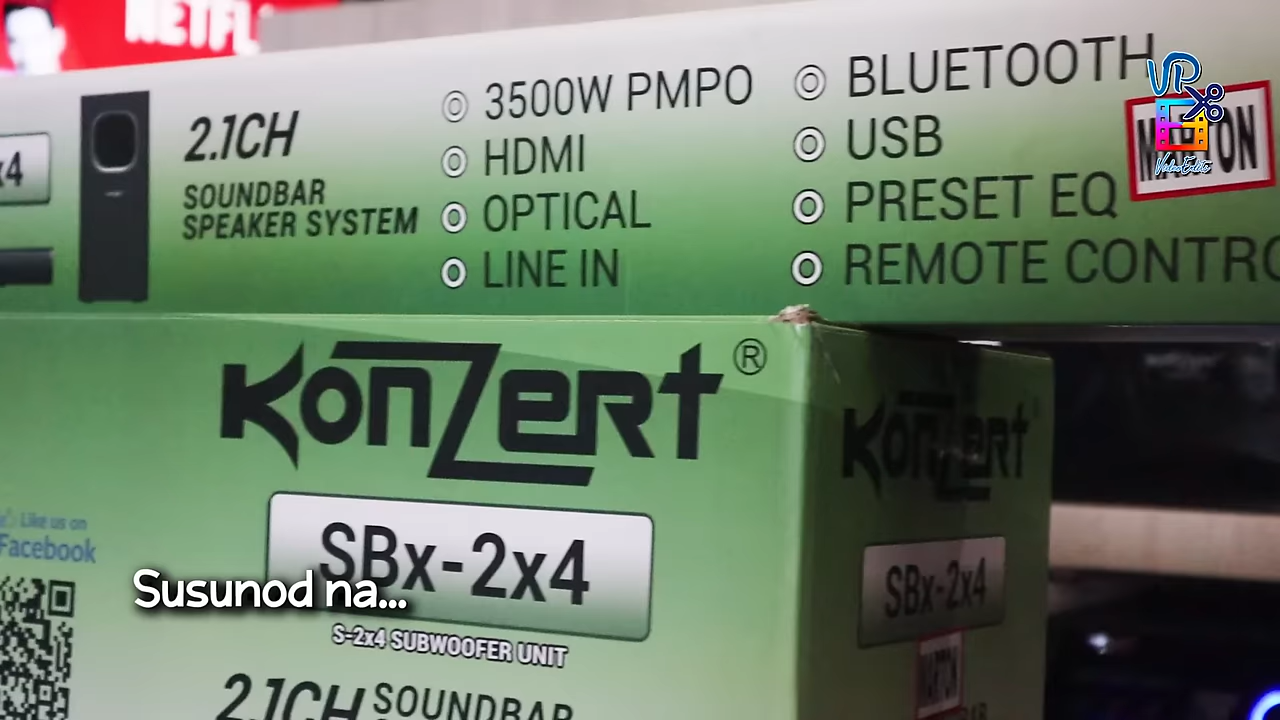 NETFL
x4
2.1CH
SOUNDBAR
SPEAKER SYSTEM
3500W PMPO
HDMI
OPTICAL
LINE IN
BLUETOOTH
USB
PRESET EQ
REMOTE CONTRO
VP
Video Edits
KONZERT®
KONZERT
Like us on
Facebook
SBx-2x4
SBx-2x4
Susunod na...
S-2x4 SUBWOOFER UNIT
2.1CH SOUNDBAR